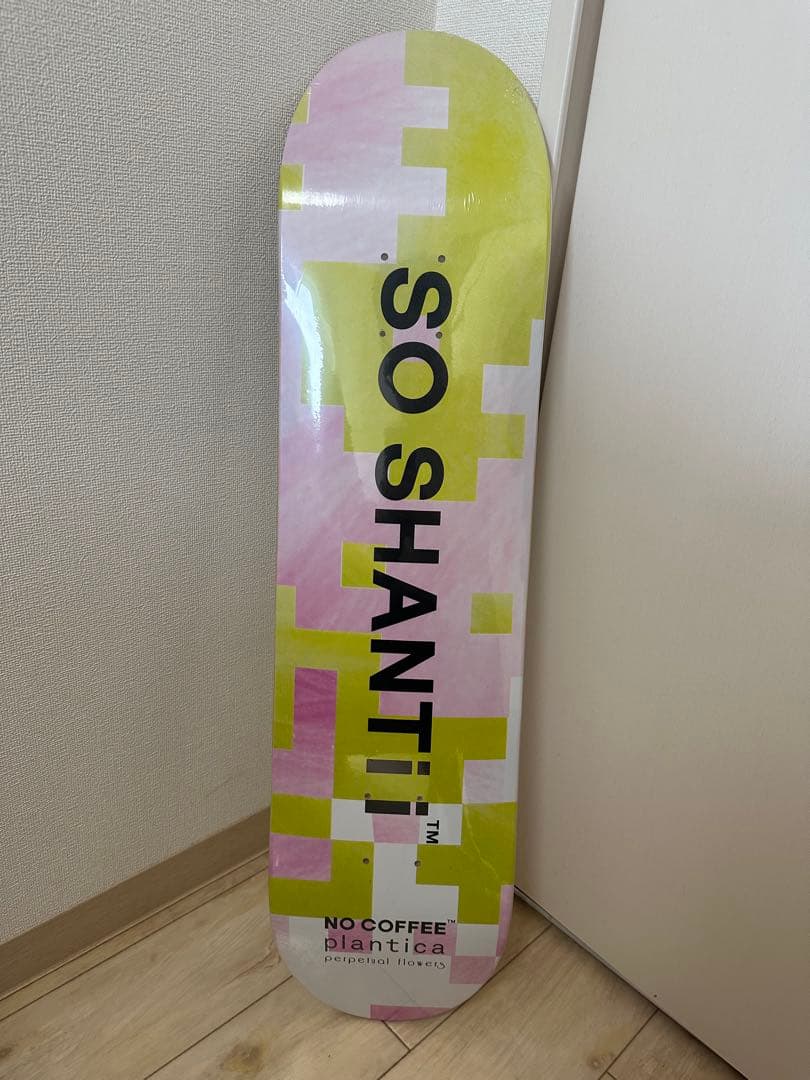 SO SHANTii™
NO COFFEE™
plantica
perpetual flowers